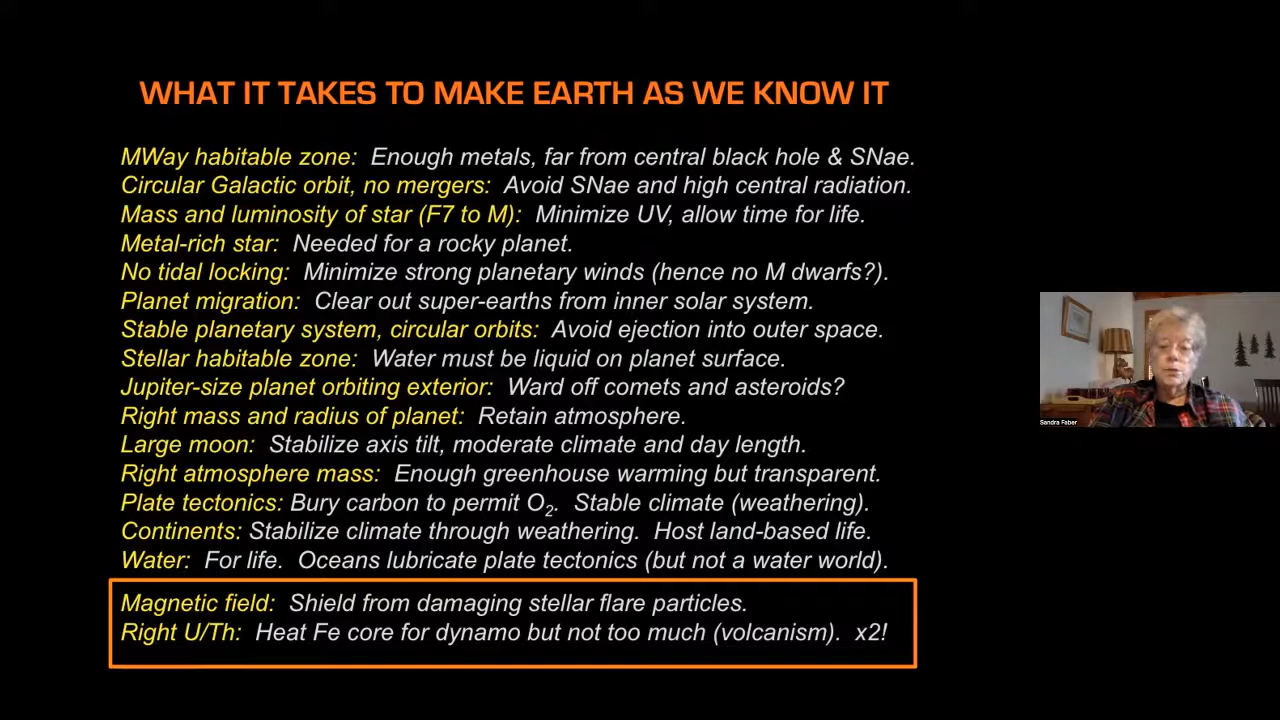 WHAT IT TAKES TO MAKE EARTH AS WE KNOW IT
MWay habitable zone: Enough metals, far from central black hole & SNae.
Circular Galactic orbit, no mergers: Avoid SNae and high central radiation.
Mass and luminosity of star (F7 to M): Minimize UV, allow time for life.
Metal-rich star: Needed for a rocky planet.
No tidal locking: Minimize strong planetary winds (hence no M dwarfs?).
Planet migration: Clear out super-earths from inner solar system.
Stable planetary system, circular orbits: Avoid ejection into outer space.
Stellar habitable zone: Water must be liquid on planet surface.
Jupiter-size planet orbiting exterior: Ward off comets and asteroids?
Right mass and radius of planet: Retain atmosphere.
Large moon: Stabilize axis tilt, moderate climate and day length.
Right atmosphere mass: Enough greenhouse warming but transparent.
Plate tectonics: Bury carbon to permit O₂. Stable climate (weathering).
Continents: Stabilize climate through weathering. Host land-based life.
Water: For life. Oceans lubricate plate tectonics (but not a water world).
Magnetic field: Shield from damaging stellar flare particles.
Right U/Th: Heat Fe core for dynamo but not too much (volcanism). x2!
Sandra Faber